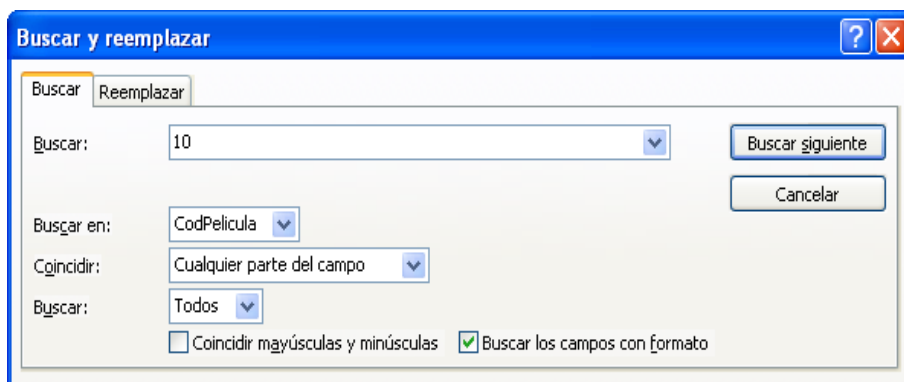 Buscar y reemplazar
Buscar Reemplazar
Buscar: 10 Buscar siguiente
Cancelar
Buscar en: CodPelicula
Coincidir: Cualquier parte del campo
Buscar: Todos
Coincidir mayúsculas y minúsculas Buscar los campos con formato